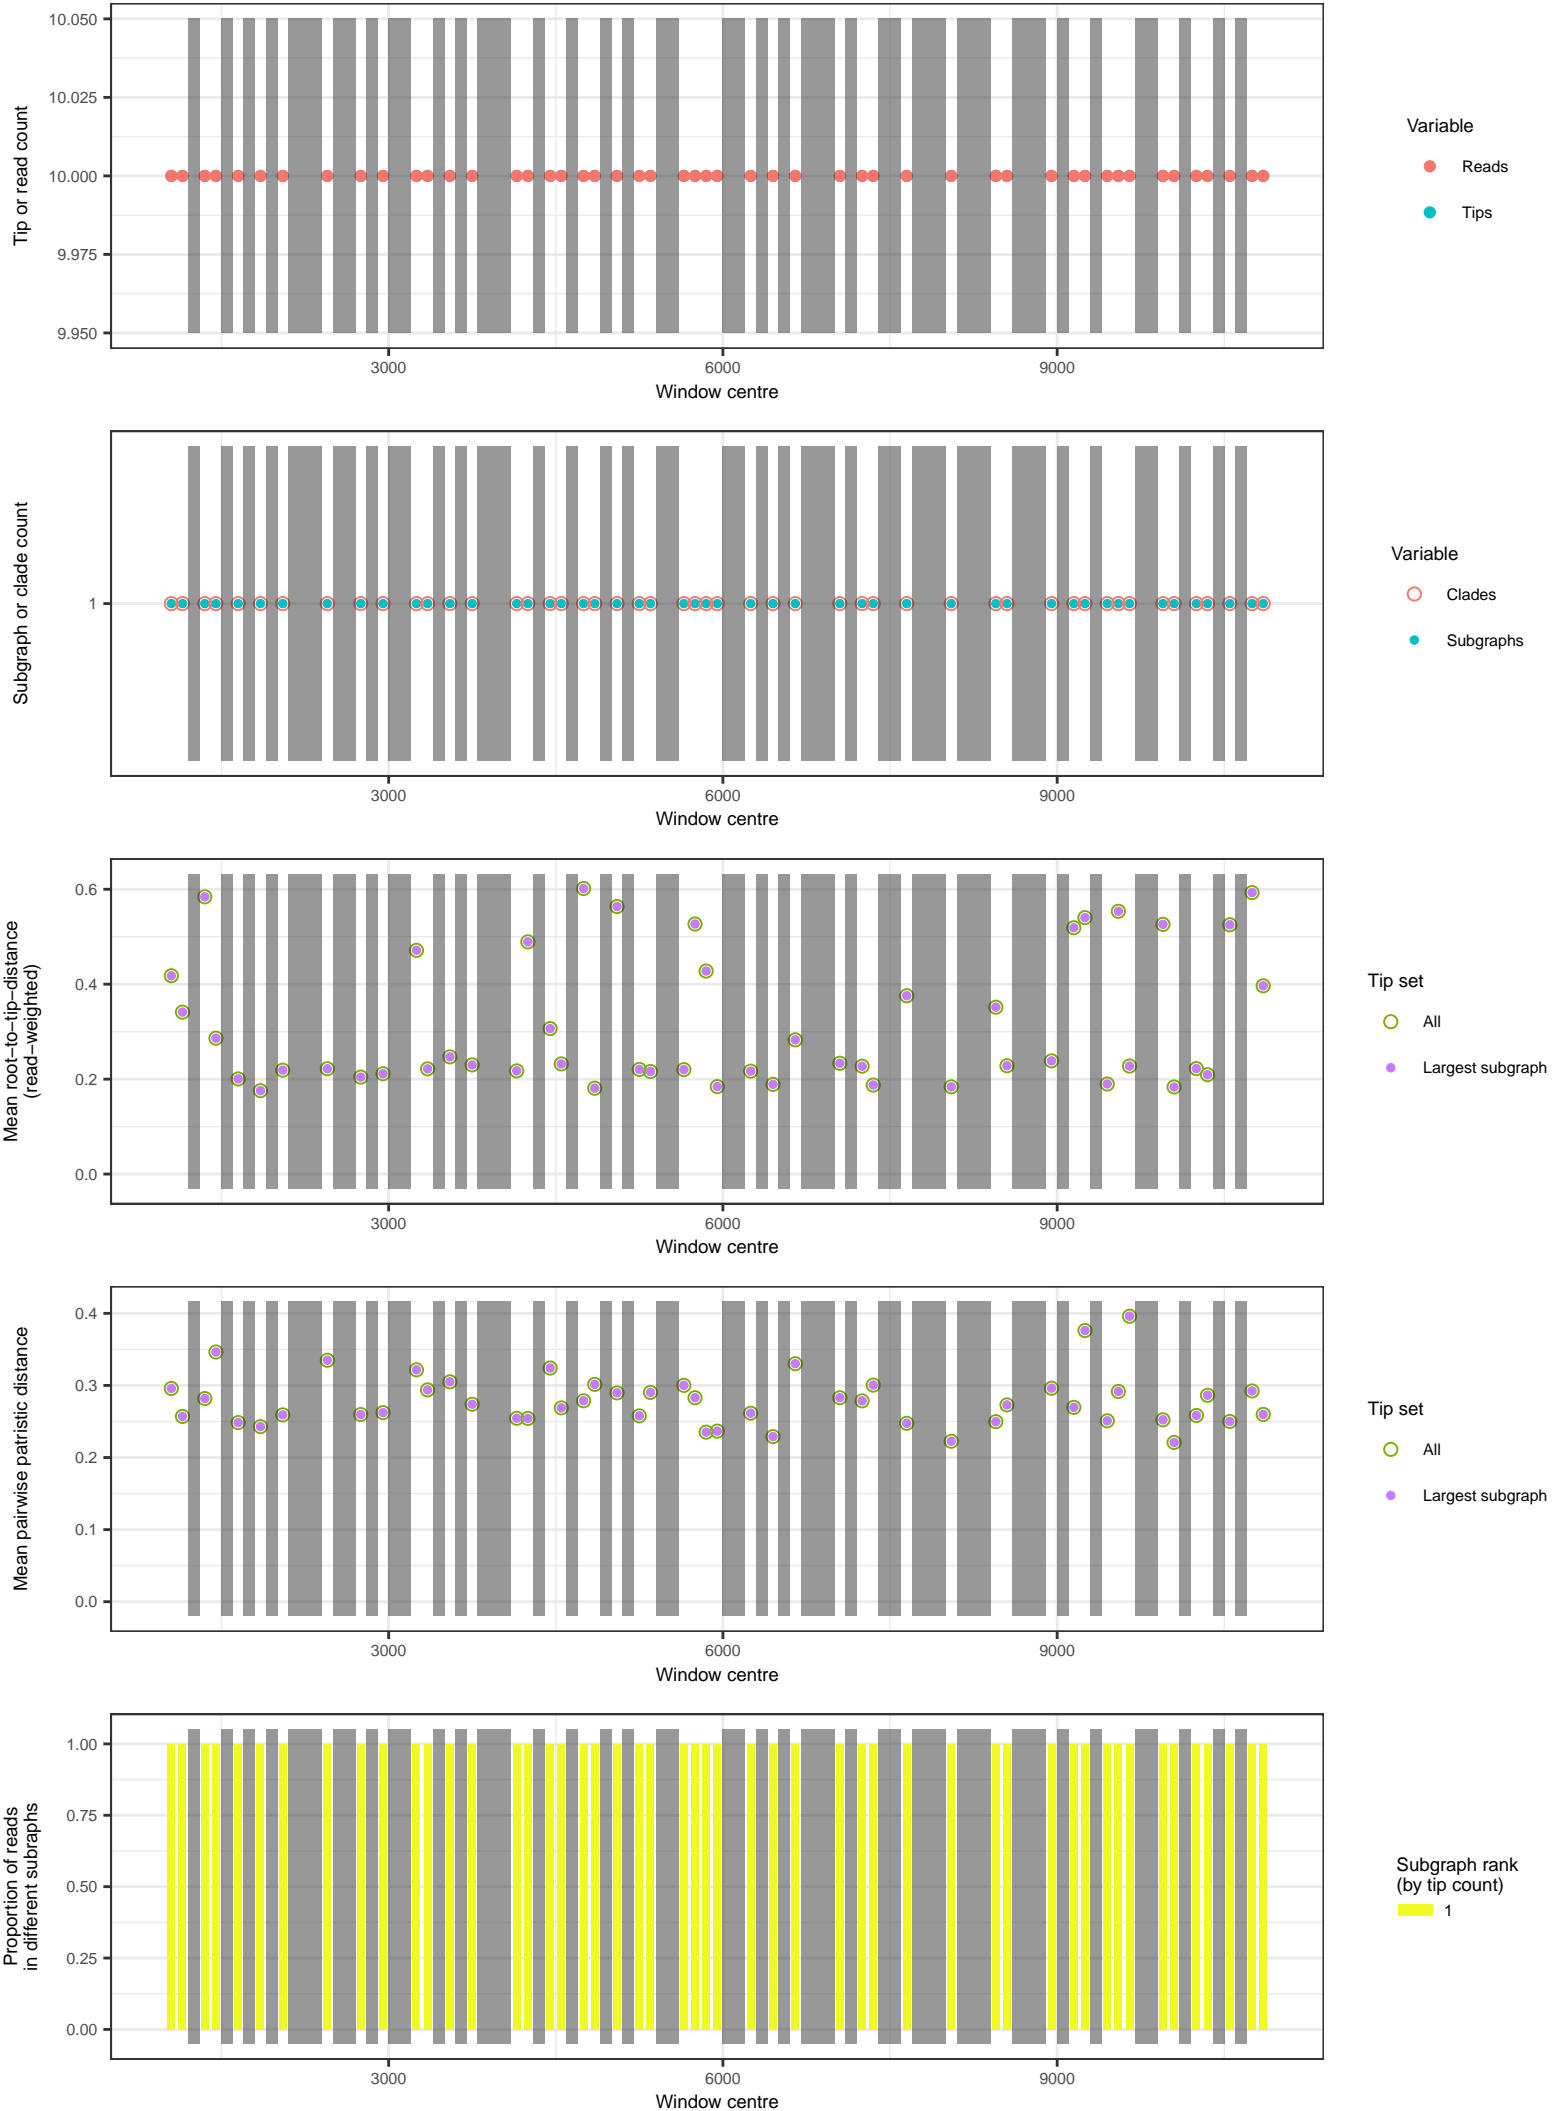 10.050
10.025
10.000
9.975
9.950
Tip or read count
3000 6000 9000
Window centre
Variable
Reads
Tips
1
Subgraph or clade count
3000 6000 9000
Window centre
Variable
Clades
Subgraphs
0.6
0.4
0.2
0.0
Mean root−to−tip−distance
(read−weighted)
3000 6000 9000
Window centre
Tip set
All
Largest subgraph
0.4
0.3
0.2
0.1
0.0
Mean pairwise patristic distance
3000 6000 9000
Window centre
Tip set
All
Largest subgraph
1.00
0.75
0.50
0.25
0.00
Proportion of reads
in different subraphs
3000 6000 9000
Window centre
Subgraph rank
(by tip count)
1